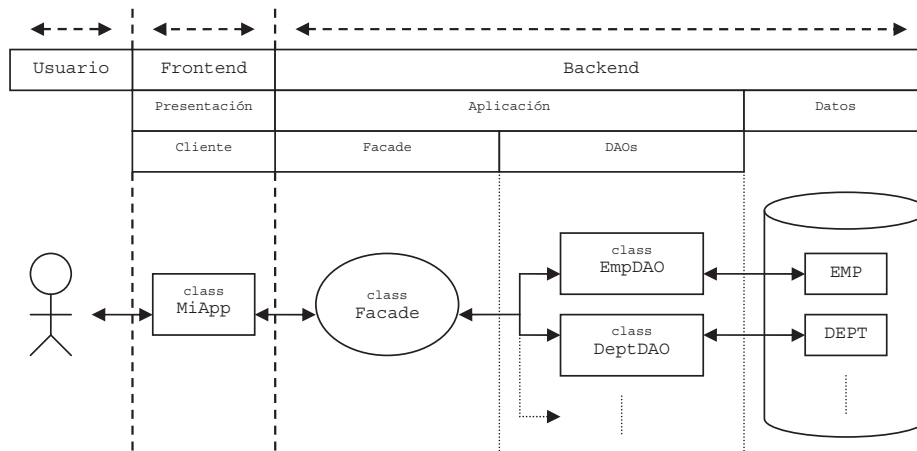 Usuario Frontend Backend
Presentación Aplicación Datos
Cliente Facade DAOs
class
EmpDAO
EMP
class
MiApp
class
Facade
class
DeptDAO
DEPT